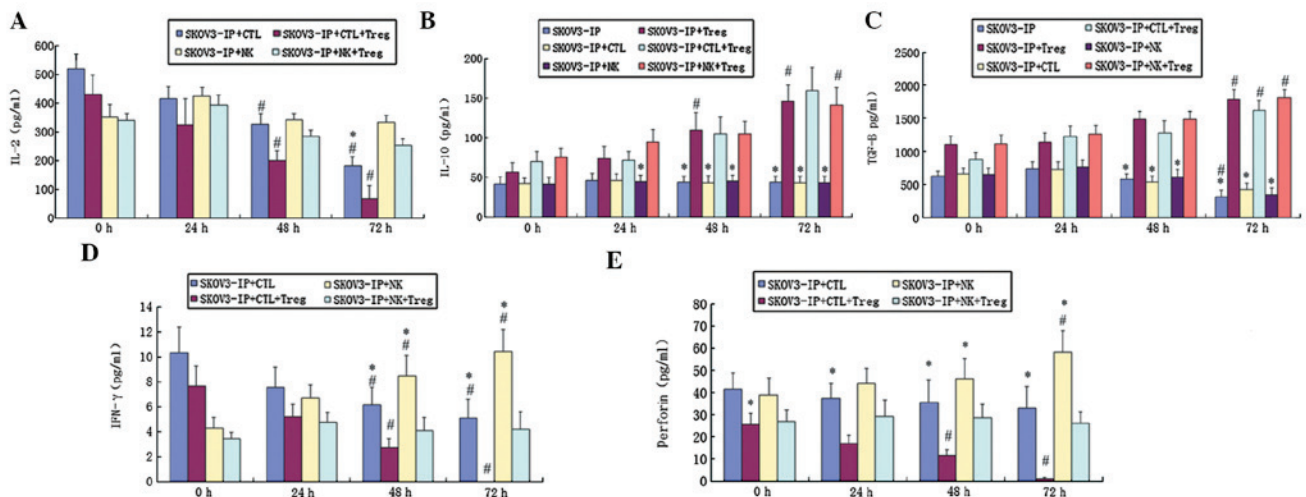 A
SKOV3-IP+CTL SKOV3-IP+CTL+Treg
SKOV3-IP+NK SKOV3-IP+NK+Treg
IL-2 (pg/ml)
600
500
400
300
200
100
0
#
#
*
#
#
0 h 24 h 48 h 72 h
B
SKOV3-IP SKOV3-IP+Treg
SKOV3-IP+CTL SKOV3-IP+CTL+Treg
SKOV3-IP+NK SKOV3-IP+NK+Treg
IL-10 (pg/ml)
200
150
100
50
0
# # #
* * * * * * *
0 h 24 h 48 h 72 h
C
SKOV3-IP SKOV3-IP+CTL+Treg
SKOV3-IP+Treg SKOV3-IP+NK
SKOV3-IP+CTL SKOV3-IP+NK+Treg
TGF-B pg/ml)
2500
2000
1500
1000
500
0
# # #
* * *
#
* * *
0 h 24 h 48 h 72 h
D
SKOV3-IP+CTL SKOV3-IP+NK
SKOV3-IP+CTL+Treg SKOV3-IP+NK+Treg
IFN-γ (pg/ml)
14
12
10
8
6
4
2
0
* * * *
# # # #
# #
0 h 24 h 48 h 72 h
E
SKOV3-IP+CTL SKOV3-IP+NK
SKOV3-IP+CTL+Treg SKOV3-IP+NK+Treg
Perforin (pg/ml)
80
70
60
50
40
30
20
10
0
* * * * * *
#
# #
0 h 24 h 48 h 72 h